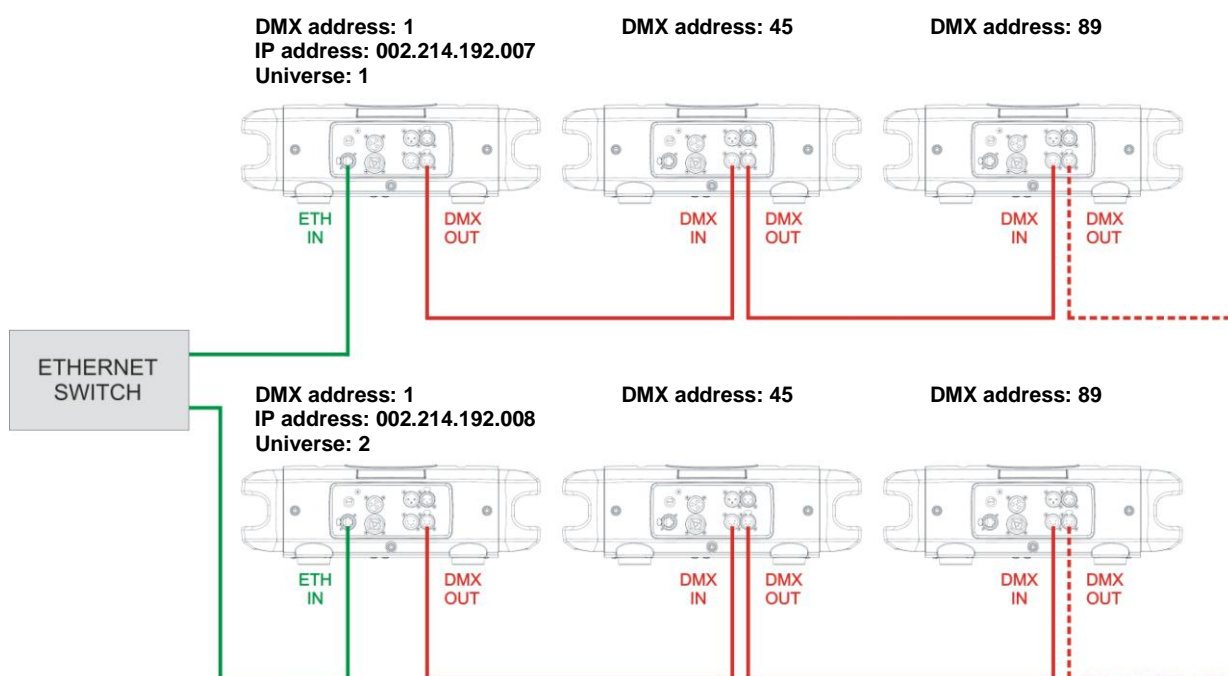 DMX address: 1
IP address: 002.214.192.007
Universe: 1
DMX address: 45
DMX address: 89
ETH
IN
DMX
OUT
DMX
IN
DMX
OUT
DMX
IN
DMX
OUT
ETHERNET
SWITCH
DMX address: 1
IP address: 002.214.192.008
Universe: 2
DMX address: 45
DMX address: 89
ETH
IN
DMX
OUT
DMX
IN
DMX
OUT
DMX
IN
DMX
OUT